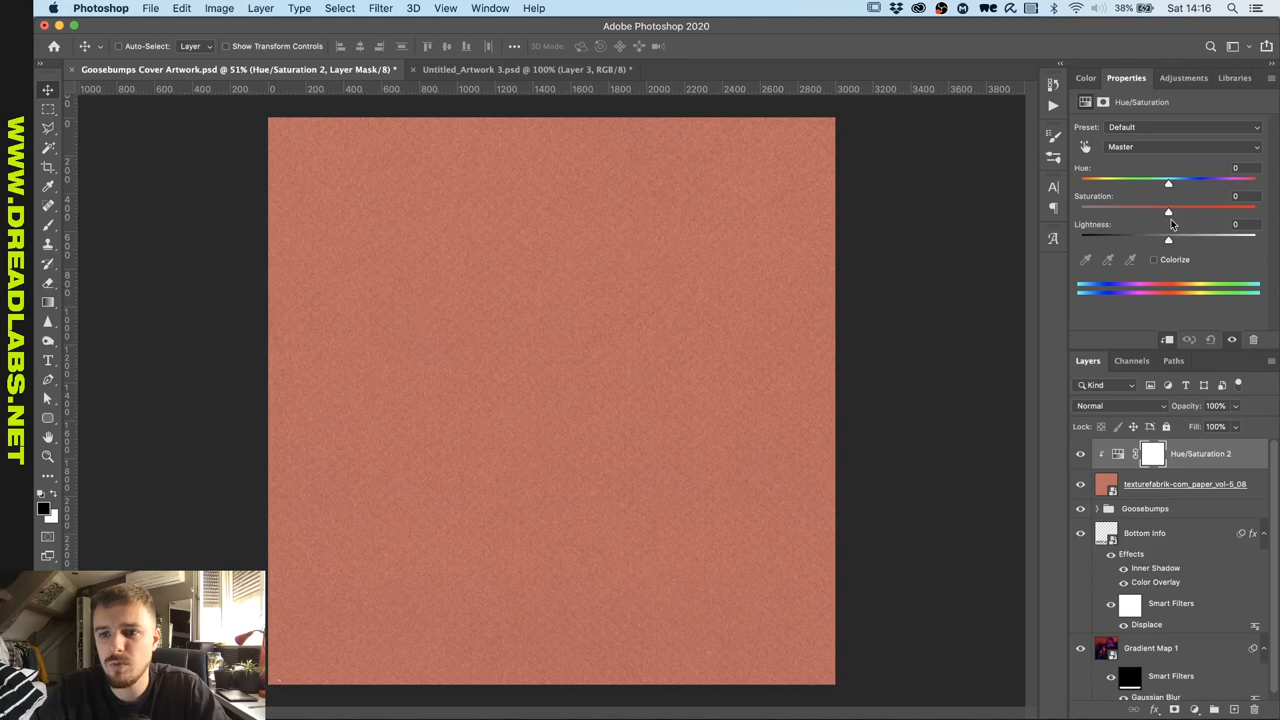 Photoshop File Edit Image Layer Type Select Filter 3D View Window Help 38% Sat 14:16
Adobe Photoshop 2020
Auto-Select: Layer Show Transform Controls 3D Mode:
Goosebumps Cover Artwork.psd @ 51% (Hue/Saturation 2, Layer Mask/8) * Untitled_Artwork 3.psd @ 100% (Layer 3, RGB/8) *
1000 800 600 400 200 0 200 400 600 800 1000 1200 1400 1600 1800 2000 2200 2400 2600 2800 3000 3200 3400 3600 3800
WWW.DREADLABS.NET
Color Properties Adjustments Libraries
Hue/Saturation
Preset: Default
Master
Hue: 0
Saturation: 0
Lightness: 0
Colorize
Layers Channels Paths
Kind
Normal Opacity: 100%
Lock: Fill: 100%
Hue/Saturation 2
texturefabrik-com_paper_vol-5_08
Goosebumps
Bottom Info fx
Effects
Inner Shadow
Color Overlay
Smart Filters
Displace
Gradient Map 1
Smart Filters
Gaussian Blur